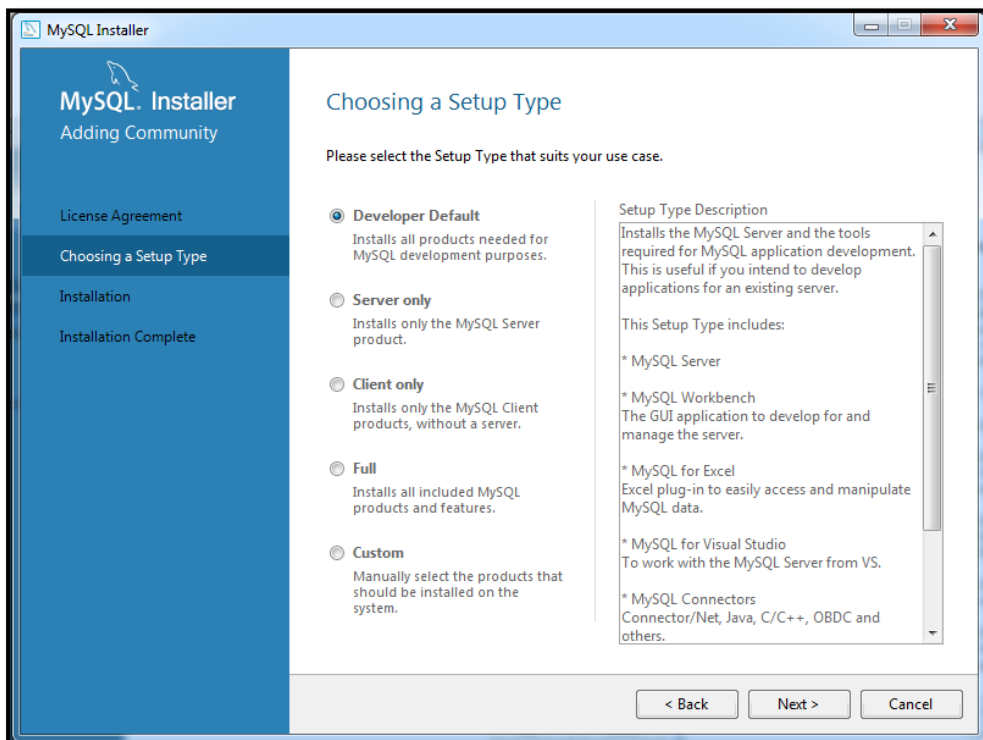 MySQL Installer
MySQL. Installer
Adding Community
License Agreement
Choosing a Setup Type
Installation
Installation Complete
Choosing a Setup Type
Please select the Setup Type that suits your use case.
Developer Default
Installs all products needed for
MySQL development purposes.
Server only
Installs only the MySQL Server
product.
Client only
Installs only the MySQL Client
products, without a server.
Full
Installs all included MySQL
products and features.
Custom
Manually select the products that
should be installed on the
system.
Setup Type Description
Installs the MySQL Server and the tools
required for MySQL application development.
This is useful if you intend to develop
applications for an existing server.
This Setup Type includes:
* MySQL Server
* MySQL Workbench
The GUI application to develop for and
manage the server.
* MySQL for Excel
Excel plug-in to easily access and manipulate
MySQL data.
* MySQL for Visual Studio
To work with the MySQL Server from VS.
* MySQL Connectors
Connector/Net, Java, C/C++, OBDC and
others.
< Back
Next >
Cancel